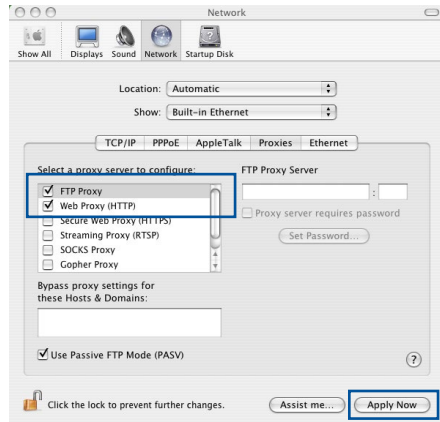 Network
Show All Displays Sound Network Startup Disk
Location: Automatic
Show: Built-in Ethernet
TCP/IP PPPoE AppleTalk Proxies Ethernet
Select a proxy server to configure: FTP Proxy Server
FTP Proxy
Web Proxy (HTTP) :
Secure Web Proxy (HTTPS) Proxy server requires password
Streaming Proxy (RTSP) Set Password...
SOCKS Proxy
Gopher Proxy
Bypass proxy settings for
these Hosts & Domains:
Use Passive FTP Mode (PASV) ?
Click the lock to prevent further changes. Assist me... Apply Now